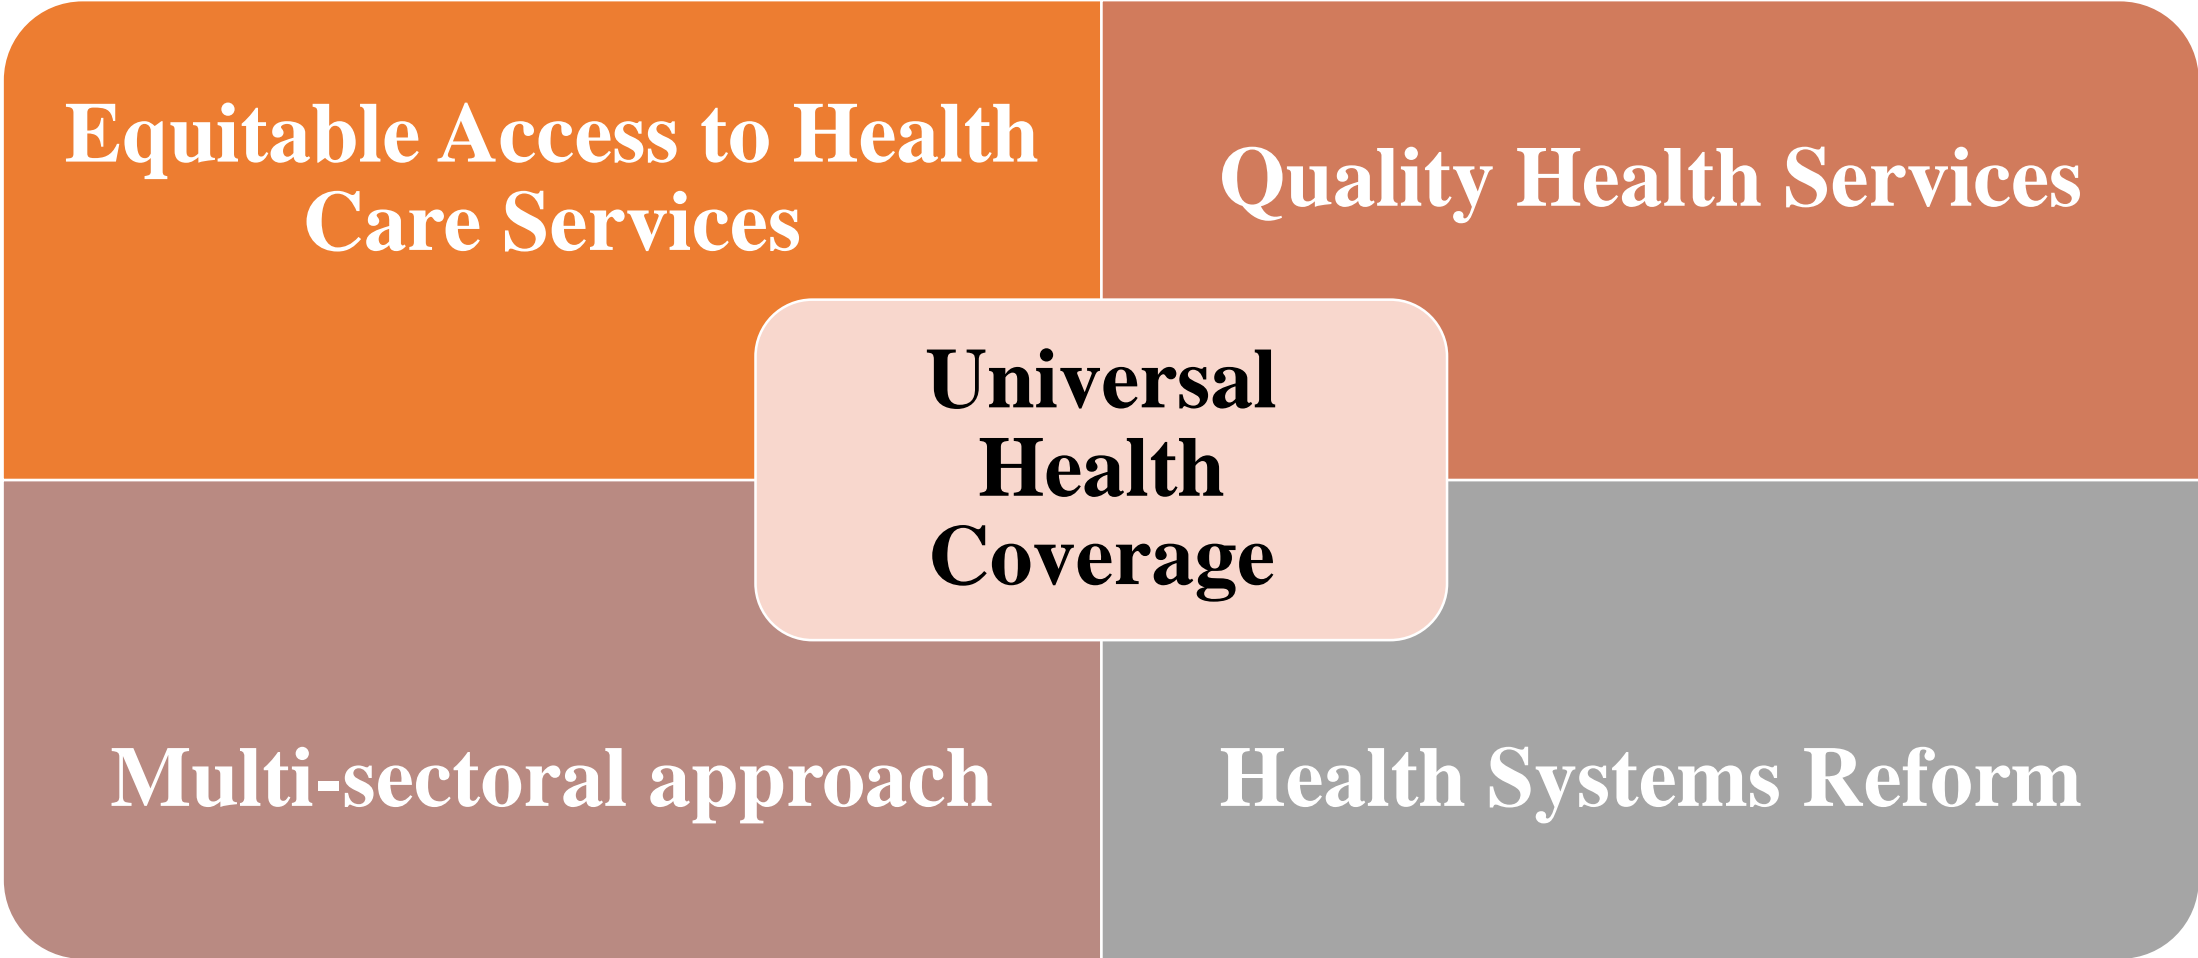 Equitable Access to Health
Care Services
Quality Health Services
Universal
Health
Coverage
Multi-sectoral approach
Health Systems Reform